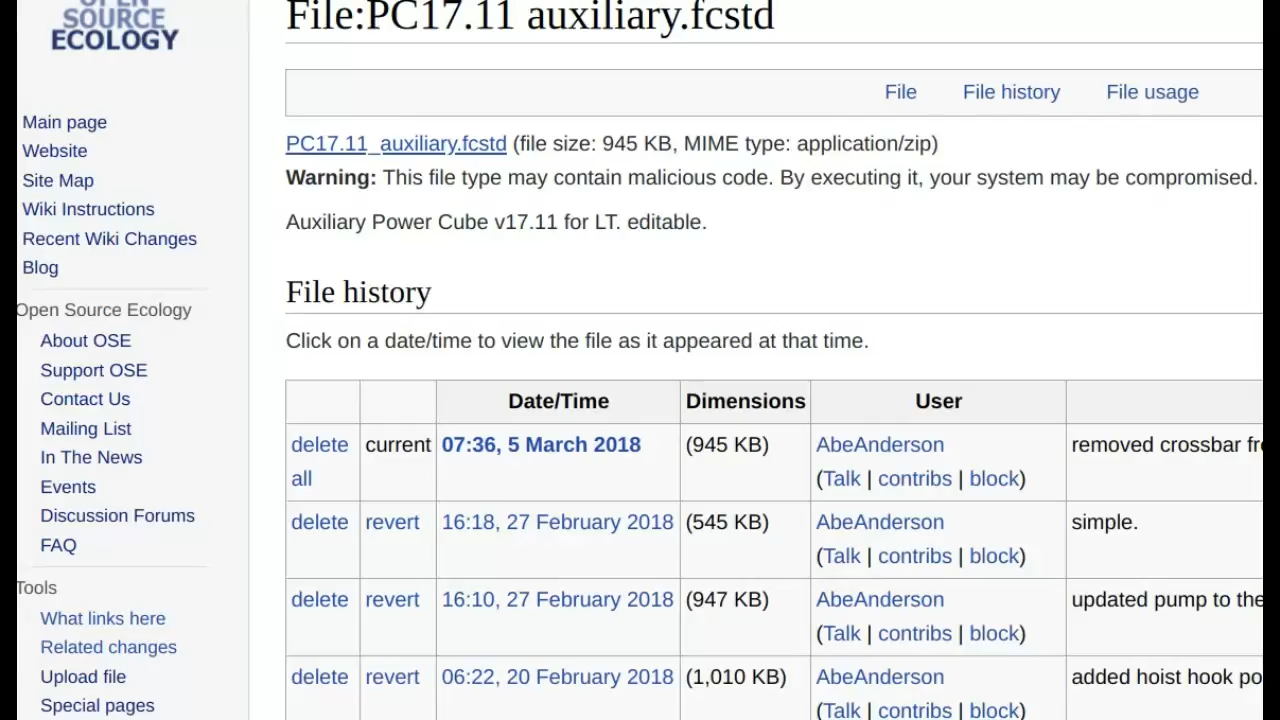 OPEN
SOURCE
ECOLOGY
Main page
Website
Site Map
Wiki Instructions
Recent Wiki Changes
Blog
Open Source Ecology
About OSE
Support OSE
Contact Us
Mailing List
In The News
Events
Discussion Forums
FAQ
Tools
What links here
Related changes
Upload file
Special pages
File:PC17.11 auxiliary.fcstd
File File history File usage
PC17.11_auxiliary.fcstd (file size: 945 KB, MIME type: application/zip)
Warning: This file type may contain malicious code. By executing it, your system may be compromised.
Auxiliary Power Cube v17.11 for LT. editable.
File history
Click on a date/time to view the file as it appeared at that time.
Date/Time Dimensions User
delete current 07:36, 5 March 2018 (945 KB) AbeAnderson removed crossbar
all (Talk | contribs | block)
delete revert 16:18, 27 February 2018 (545 KB) AbeAnderson simple.
(Talk | contribs | block)
delete revert 16:10, 27 February 2018 (947 KB) AbeAnderson updated pump to the
(Talk | contribs | block)
delete revert 06:22, 20 February 2018 (1,010 KB) AbeAnderson added hoist hook
(Talk | contribs | block)